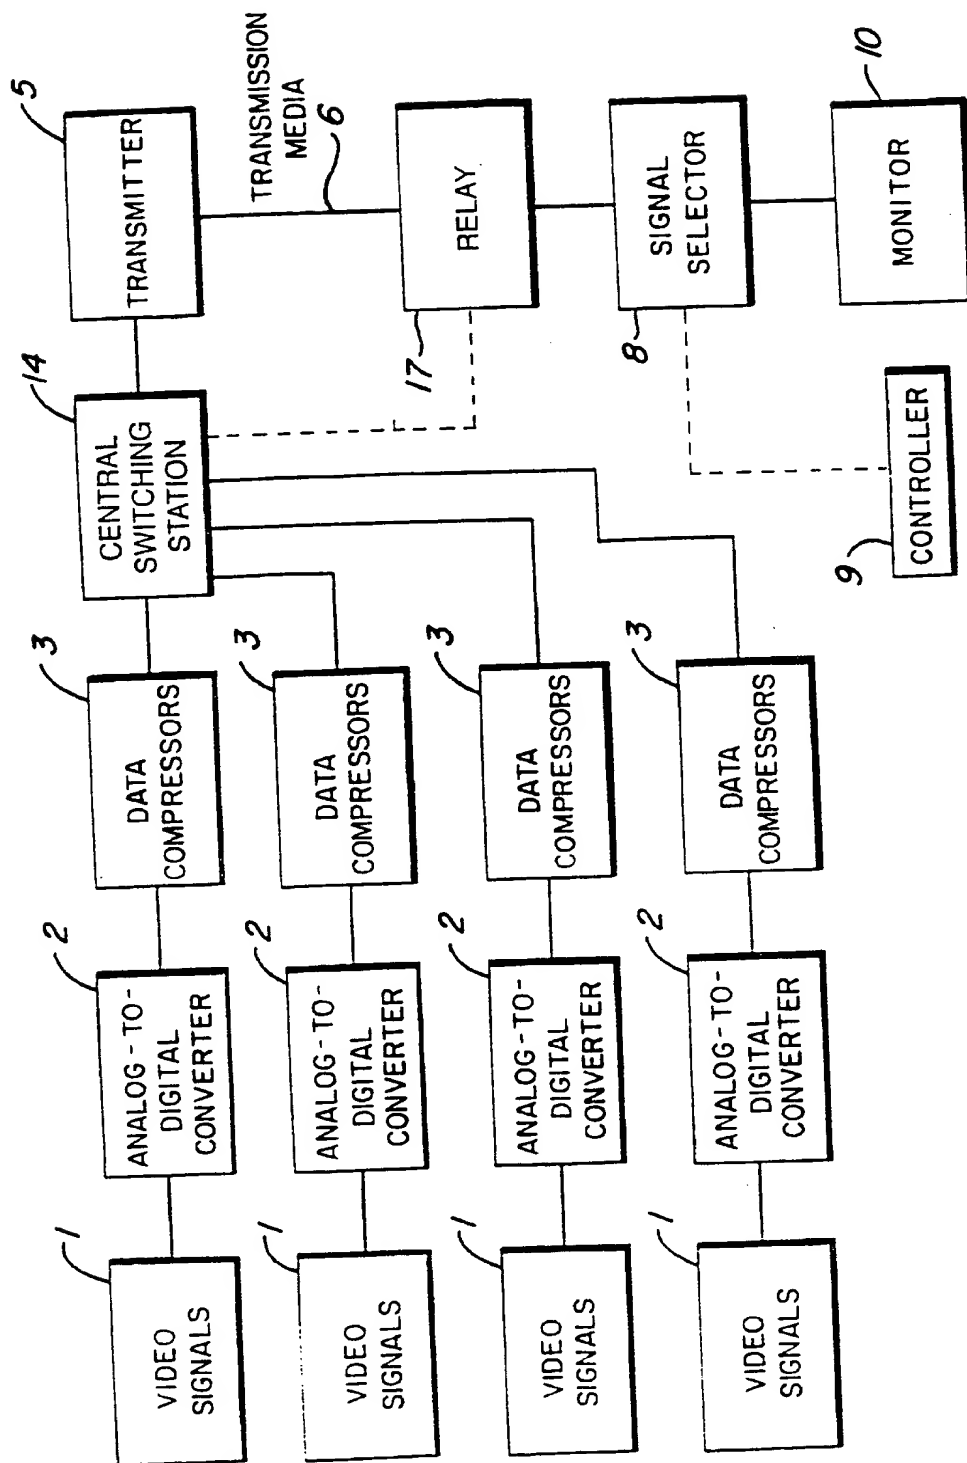 1
VIDEO
SIGNALS
2
ANALOG-TO-
DIGITAL
CONVERTER
3
DATA
COMPRESSORS
14
CENTRAL
SWITCHING
STATION
5
TRANSMITTER
1
VIDEO
SIGNALS
2
ANALOG-TO-
DIGITAL
CONVERTER
3
DATA
COMPRESSORS
TRANSMISSION
MEDIA
6
1
VIDEO
SIGNALS
2
ANALOG-TO-
DIGITAL
CONVERTER
3
DATA
COMPRESSORS
17
RELAY
1
VIDEO
SIGNALS
2
ANALOG-TO-
DIGITAL
CONVERTER
3
DATA
COMPRESSORS
8
SIGNAL
SELECTOR
9
CONTROLLER
10
MONITOR